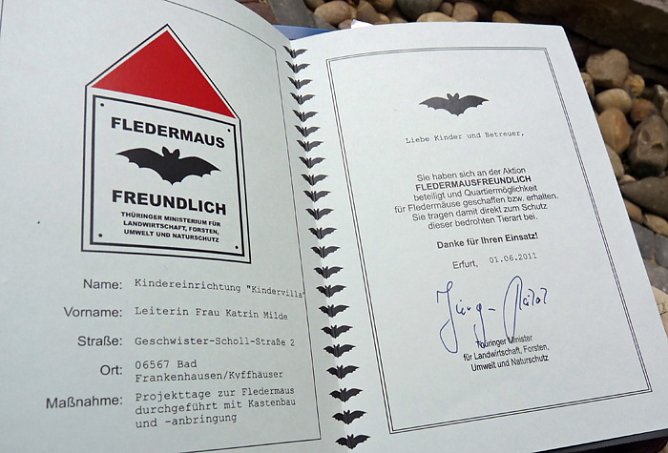 FLEDERMAUS
FREUNDLICH
THÜRINGER MINISTERIUM FÜR
LANDWIRTSCHAFT, FORSTEN,
UMWELT UND NATURSCHUTZ
Name: Kindereinrichtung "Kindervilla"
Vorname: Leiterin Frau Katrin Milde
Straße: Geschwister-Scholl-Straße 2
Ort: 06567 Bad
Frankenhausen/Kyffhäuser
Maßnahme: Projekttage zur Fledermaus
durchgeführt mit Kastenbau
und -anbringung
Liebe Kinder und Betreuer,
Sie haben sich an der Aktion
FLEDERMAUSFREUNDLICH
beteiligt und Quartiermöglichkeit
für Fledermäuse geschaffen bzw. erhalten.
Sie tragen damit direkt zum Schutz
dieser bedrohten Tierart bei.
Danke für Ihren Einsatz!
Erfurt, 01.06.2011
Thüringer Minister
für Landwirtschaft, Forsten,
Umwelt und Naturschutz